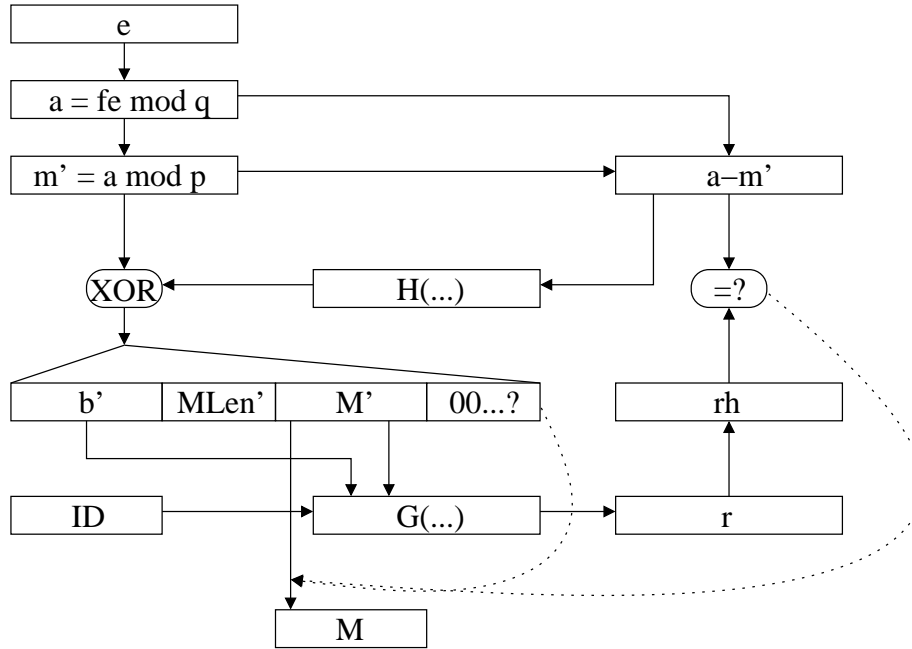 e
a = fe mod q
m’ = a mod p
a−m’
XOR
H(...)
=?
b’
MLen’
M’
00...?
rh
ID
G(...)
r
M